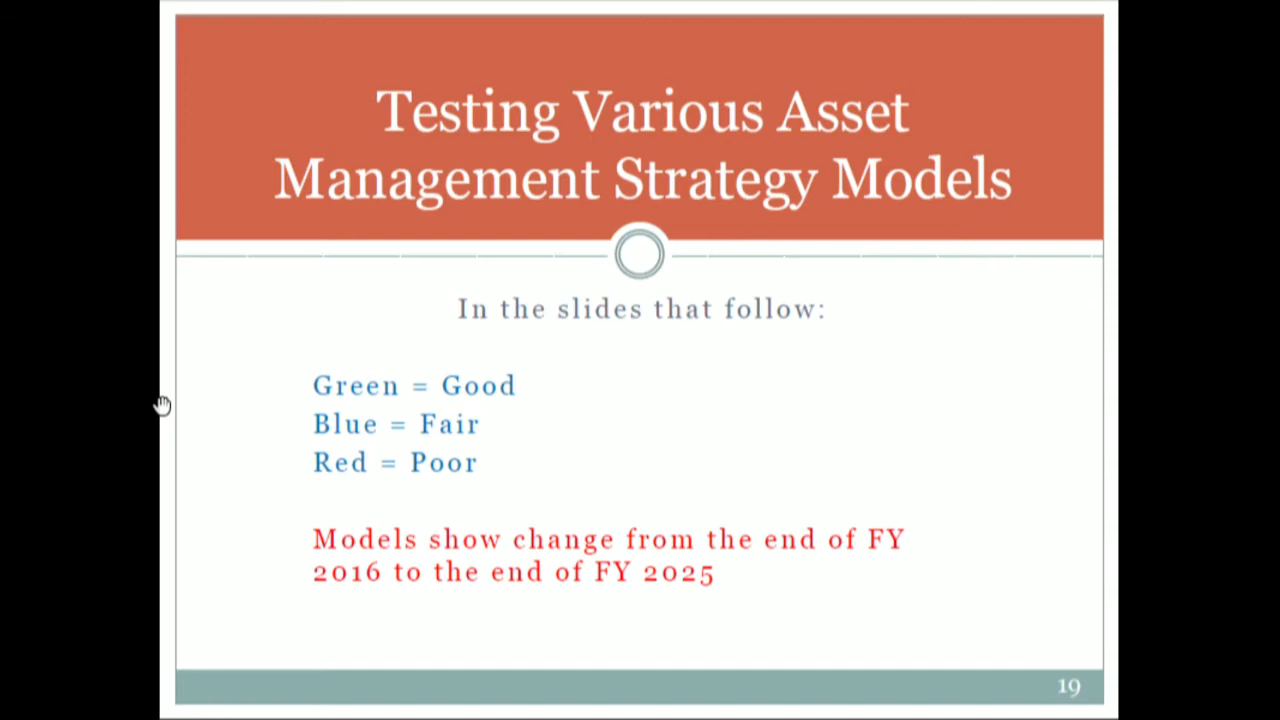 Testing Various Asset
Management Strategy Models
In the slides that follow:
Green = Good
Blue = Fair
Red = Poor
Models show change from the end of FY
2016 to the end of FY 2025
19